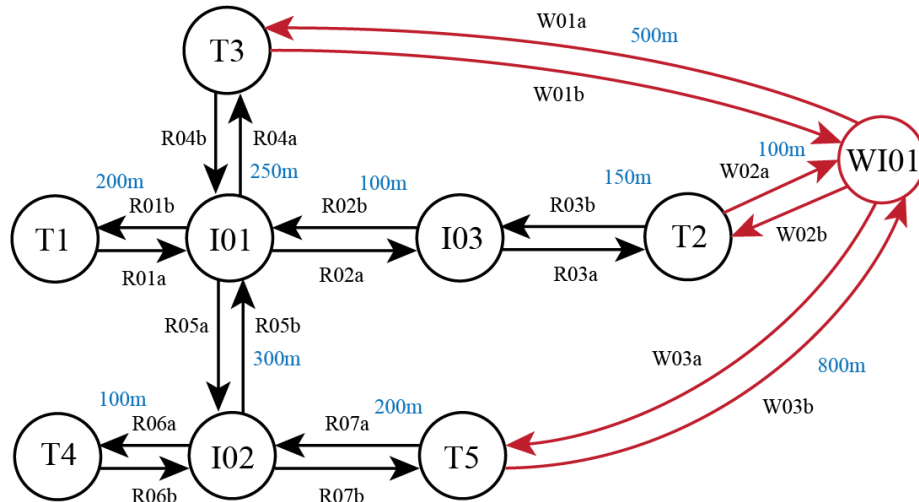 W01a
T3
500m
W01b
R04b
R04a
100m
WI01
200m
250m
100m
150m
W02a
R01b
R02b
R03b
T1
I01
I03
T2
W02b
R01a
R02a
R03a
R05a
R05b
300m
W03a
800m
100m
200m
W03b
R06a
R07a
T4
I02
T5
R06b
R07b